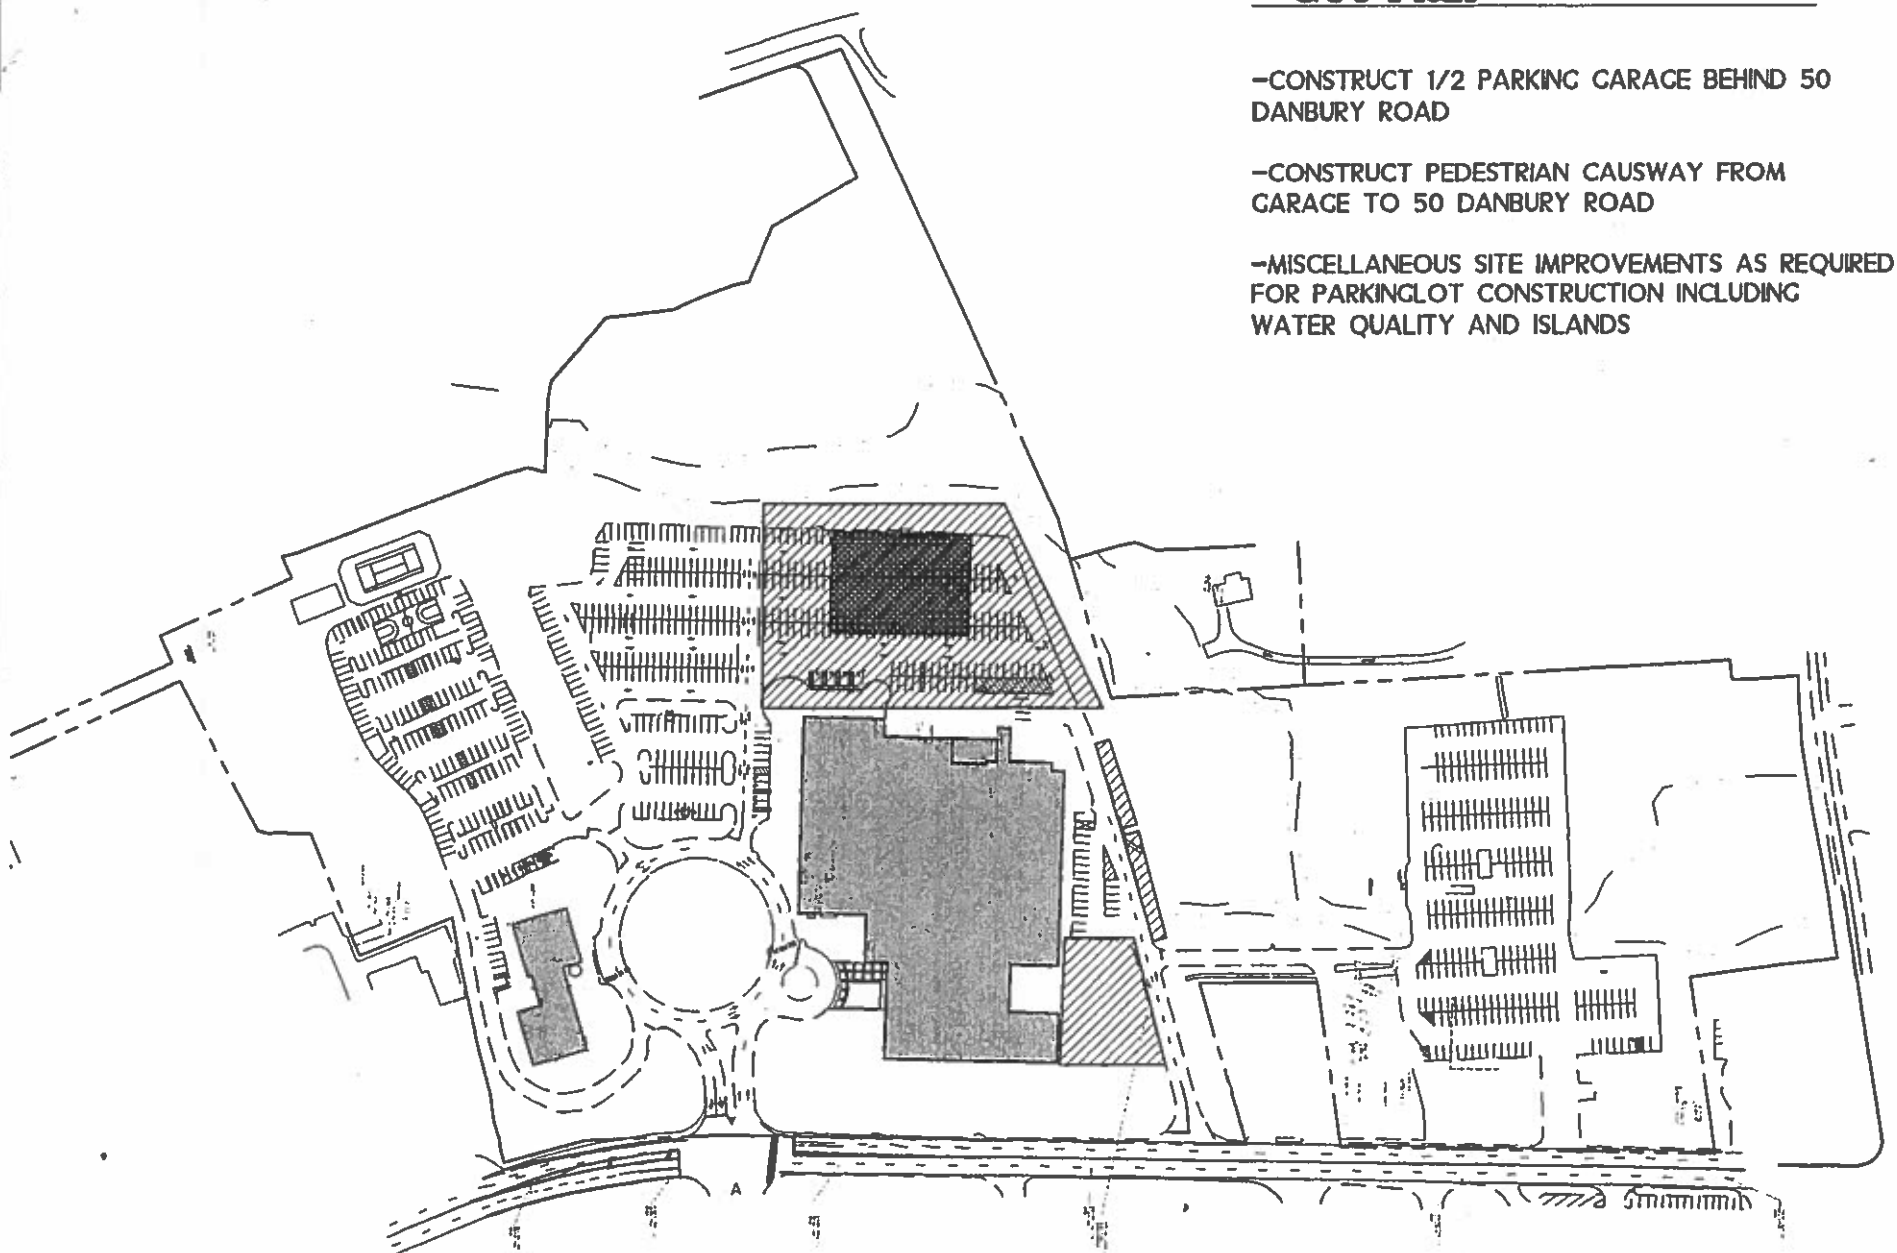 -CONSTRUCT 1/2 PARKING GARAGE BEHIND 50
DANBURY ROAD
-CONSTRUCT PEDESTRIAN CAUSWAY FROM
GARAGE TO 50 DANBURY ROAD
-MISCELLANEOUS SITE IMPROVEMENTS AS REQUIRED
FOR PARKINGLOT CONSTRUCTION INCLUDING
WATER QUALITY AND ISLANDS
A